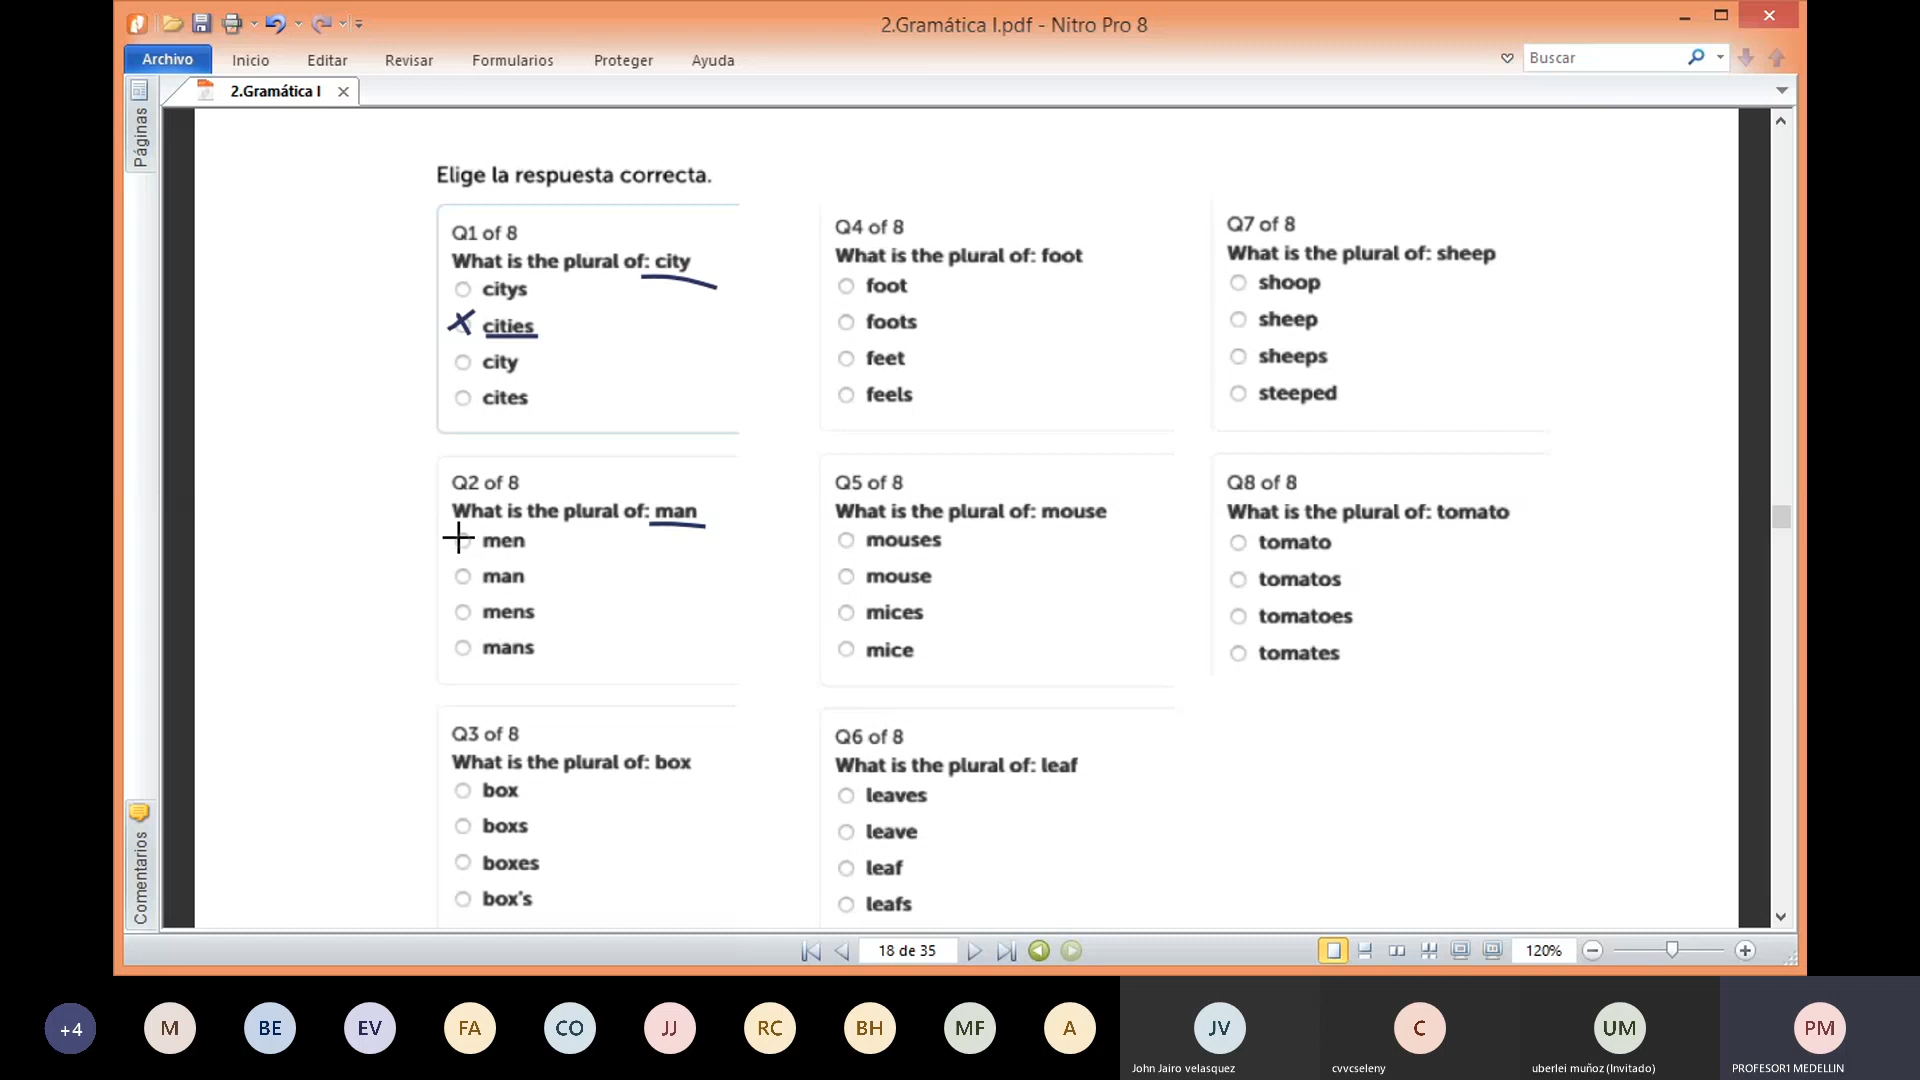 2.Gramática I.pdf - Nitro Pro 8
Archivo
Inicio
Editar
Revisar
Formularios
Proteger
Ayuda
Buscar
2.Gramática I
Páginas
Comentarios
Elige la respuesta correcta.
Q1 of 8
What is the plural of: city
citys
cities
city
cites
Q2 of 8
What is the plural of: man
men
man
mens
mans
Q3 of 8
What is the plural of: box
box
boxs
boxes
box's
Q4 of 8
What is the plural of: foot
foot
foots
feet
feels
Q5 of 8
What is the plural of: mouse
mouses
mouse
mices
mice
Q6 of 8
What is the plural of: leaf
leaves
leave
leaf
leafs
Q7 of 8
What is the plural of: sheep
shoop
sheep
sheeps
steeped
Q8 of 8
What is the plural of: tomato
tomato
tomatos
tomatoes
tomates
18 de 35
120%
+4
M
BE
EV
FA
CO
JJ
RC
BH
MF
A
JV
John Jairo velasquez
C
cvvcseleny
UM
uberlei muñoz (Invitado)
PM
PROFESOR1 MEDELLIN